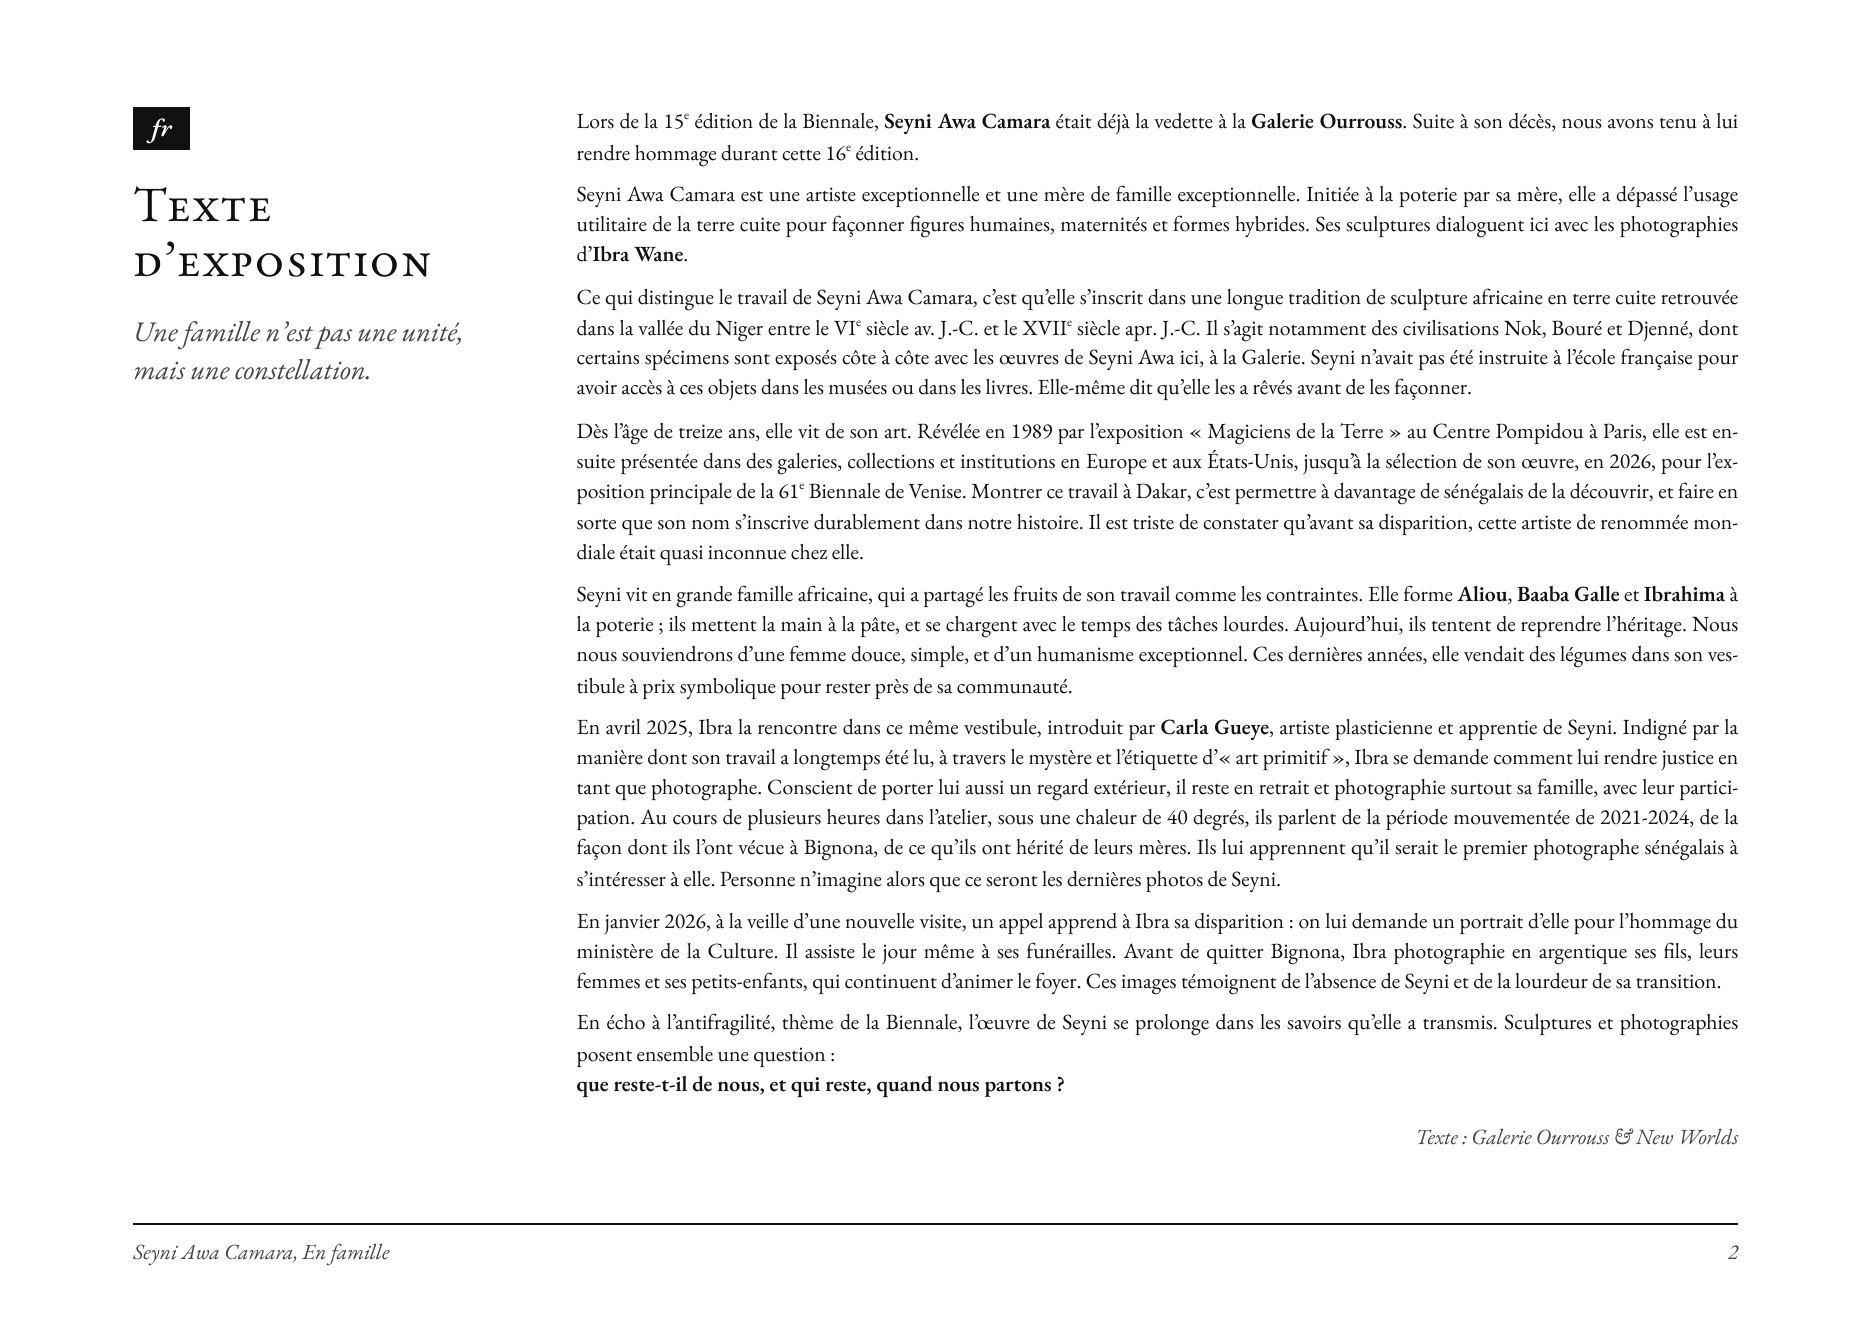 fr
Texte
d’exposition
Une famille n’est pas une unité,
mais une constellation.
Lors de la 15e édition de la Biennale, Seyni Awa Camara était déjà la vedette à la Galerie Ourrouss. Suite à son décès, nous avons tenu à lui
rendre hommage durant cette 16e édition.
Seyni Awa Camara est une artiste exceptionnelle et une mère de famille exceptionnelle. Initiée à la poterie par sa mère, elle a dépassé l’usage
utilitaire de la terre cuite pour façonner figures humaines, maternités et formes hybrides. Ses sculptures dialoguent ici avec les photographies
d’Ibra Wane.
Ce qui distingue le travail de Seyni Awa Camara, c’est qu’elle s’inscrit dans une longue tradition de sculpture africaine en terre cuite retrouvée
dans la vallée du Niger entre le VIe siècle av. J.-C. et le XVIIe siècle apr. J.-C. Il s’agit notamment des civilisations Nok, Bouré et Djenné, dont
certains spécimens sont exposés côte à côte avec les œuvres de Seyni Awa ici, à la Galerie. Seyni n’avait pas été instruite à l’école française pour
avoir accès à ces objets dans les musées ou dans les livres. Elle-même dit qu’elle les a rêvés avant de les façonner.
Dès l’âge de treize ans, elle vit de son art. Révélée en 1989 par l’exposition « Magiciens de la Terre » au Centre Pompidou à Paris, elle est en-
suite présentée dans des galeries, collections et institutions en Europe et aux États-Unis, jusqu’à la sélection de son œuvre, en 2026, pour l’ex-
position principale de la 61e Biennale de Venise. Montrer ce travail à Dakar, c’est permettre à davantage de sénégalais de la découvrir, et faire en
sorte que son nom s’inscrive durablement dans notre histoire. Il est triste de constater qu’avant sa disparition, cette artiste de renommée mon-
diale était quasi inconnue chez elle.
Seyni vit en grande famille africaine, qui a partagé les fruits de son travail comme les contraintes. Elle forme Aliou, Baaba Galle et Ibrahima à
la poterie ; ils mettent la main à la pâte, et se chargent avec le temps des tâches lourdes. Aujourd’hui, ils tentent de reprendre l’héritage. Nous
nous souviendrons d’une femme douce, simple, et d’un humanisme exceptionnel. Ces dernières années, elle vendait des légumes dans son ves-
tibule à prix symbolique pour rester près de sa communauté.
En avril 2025, Ibra la rencontre dans ce même vestibule, introduit par Carla Gueye, artiste plasticienne et apprentie de Seyni. Indigné par la
manière dont son travail a longtemps été lu, à travers le mystère et l’étiquette d’« art primitif », Ibra se demande comment lui rendre justice en
tant que photographe. Conscient de porter lui aussi un regard extérieur, il reste en retrait et photographie surtout sa famille, avec leur partici-
pation. Au cours de plusieurs heures dans l’atelier, sous une chaleur de 40 degrés, ils parlent de la période mouvementée de 2021-2024, de la
façon dont ils l’ont vécue à Bignona, de ce qu’ils ont hérité de leurs mères. Ils lui apprennent qu’il serait le premier photographe sénégalais à
s’intéresser à elle. Personne n’imagine alors que ce seront les dernières photos de Seyni.
En janvier 2026, à la veille d’une nouvelle visite, un appel apprend à Ibra sa disparition : on lui demande un portrait d’elle pour l’hommage du
ministère de la Culture. Il assiste le jour même à ses funérailles. Avant de quitter Bignona, Ibra photographie en argentique ses fils, leurs
femmes et ses petits-enfants, qui continuent d’animer le foyer. Ces images témoignent de l’absence de Seyni et de la lourdeur de sa transition.
En écho à l’antifragilité, thème de la Biennale, l’œuvre de Seyni se prolonge dans les savoirs qu’elle a transmis. Sculptures et photographies
posent ensemble une question :
que reste-t-il de nous, et qui reste, quand nous partons ?
Texte : Galerie Ourrouss & New Worlds
Seyni Awa Camara, En famille
2